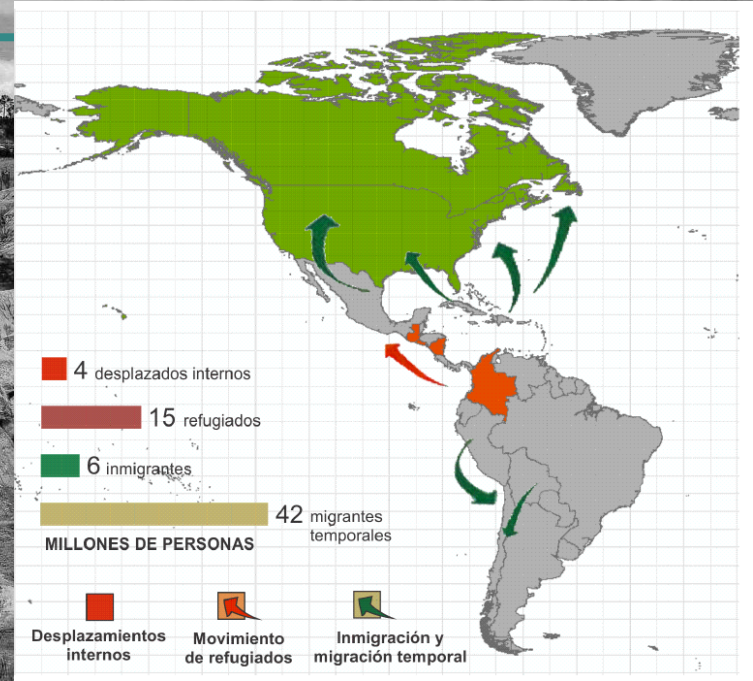 4 desplazados internos
15 refugiados
6 inmigrantes
42 migrantes
temporales
MILLONES DE PERSONAS
Desplazamientos
internos
Movimiento
de refugiados
Inmigración y
migración temporal